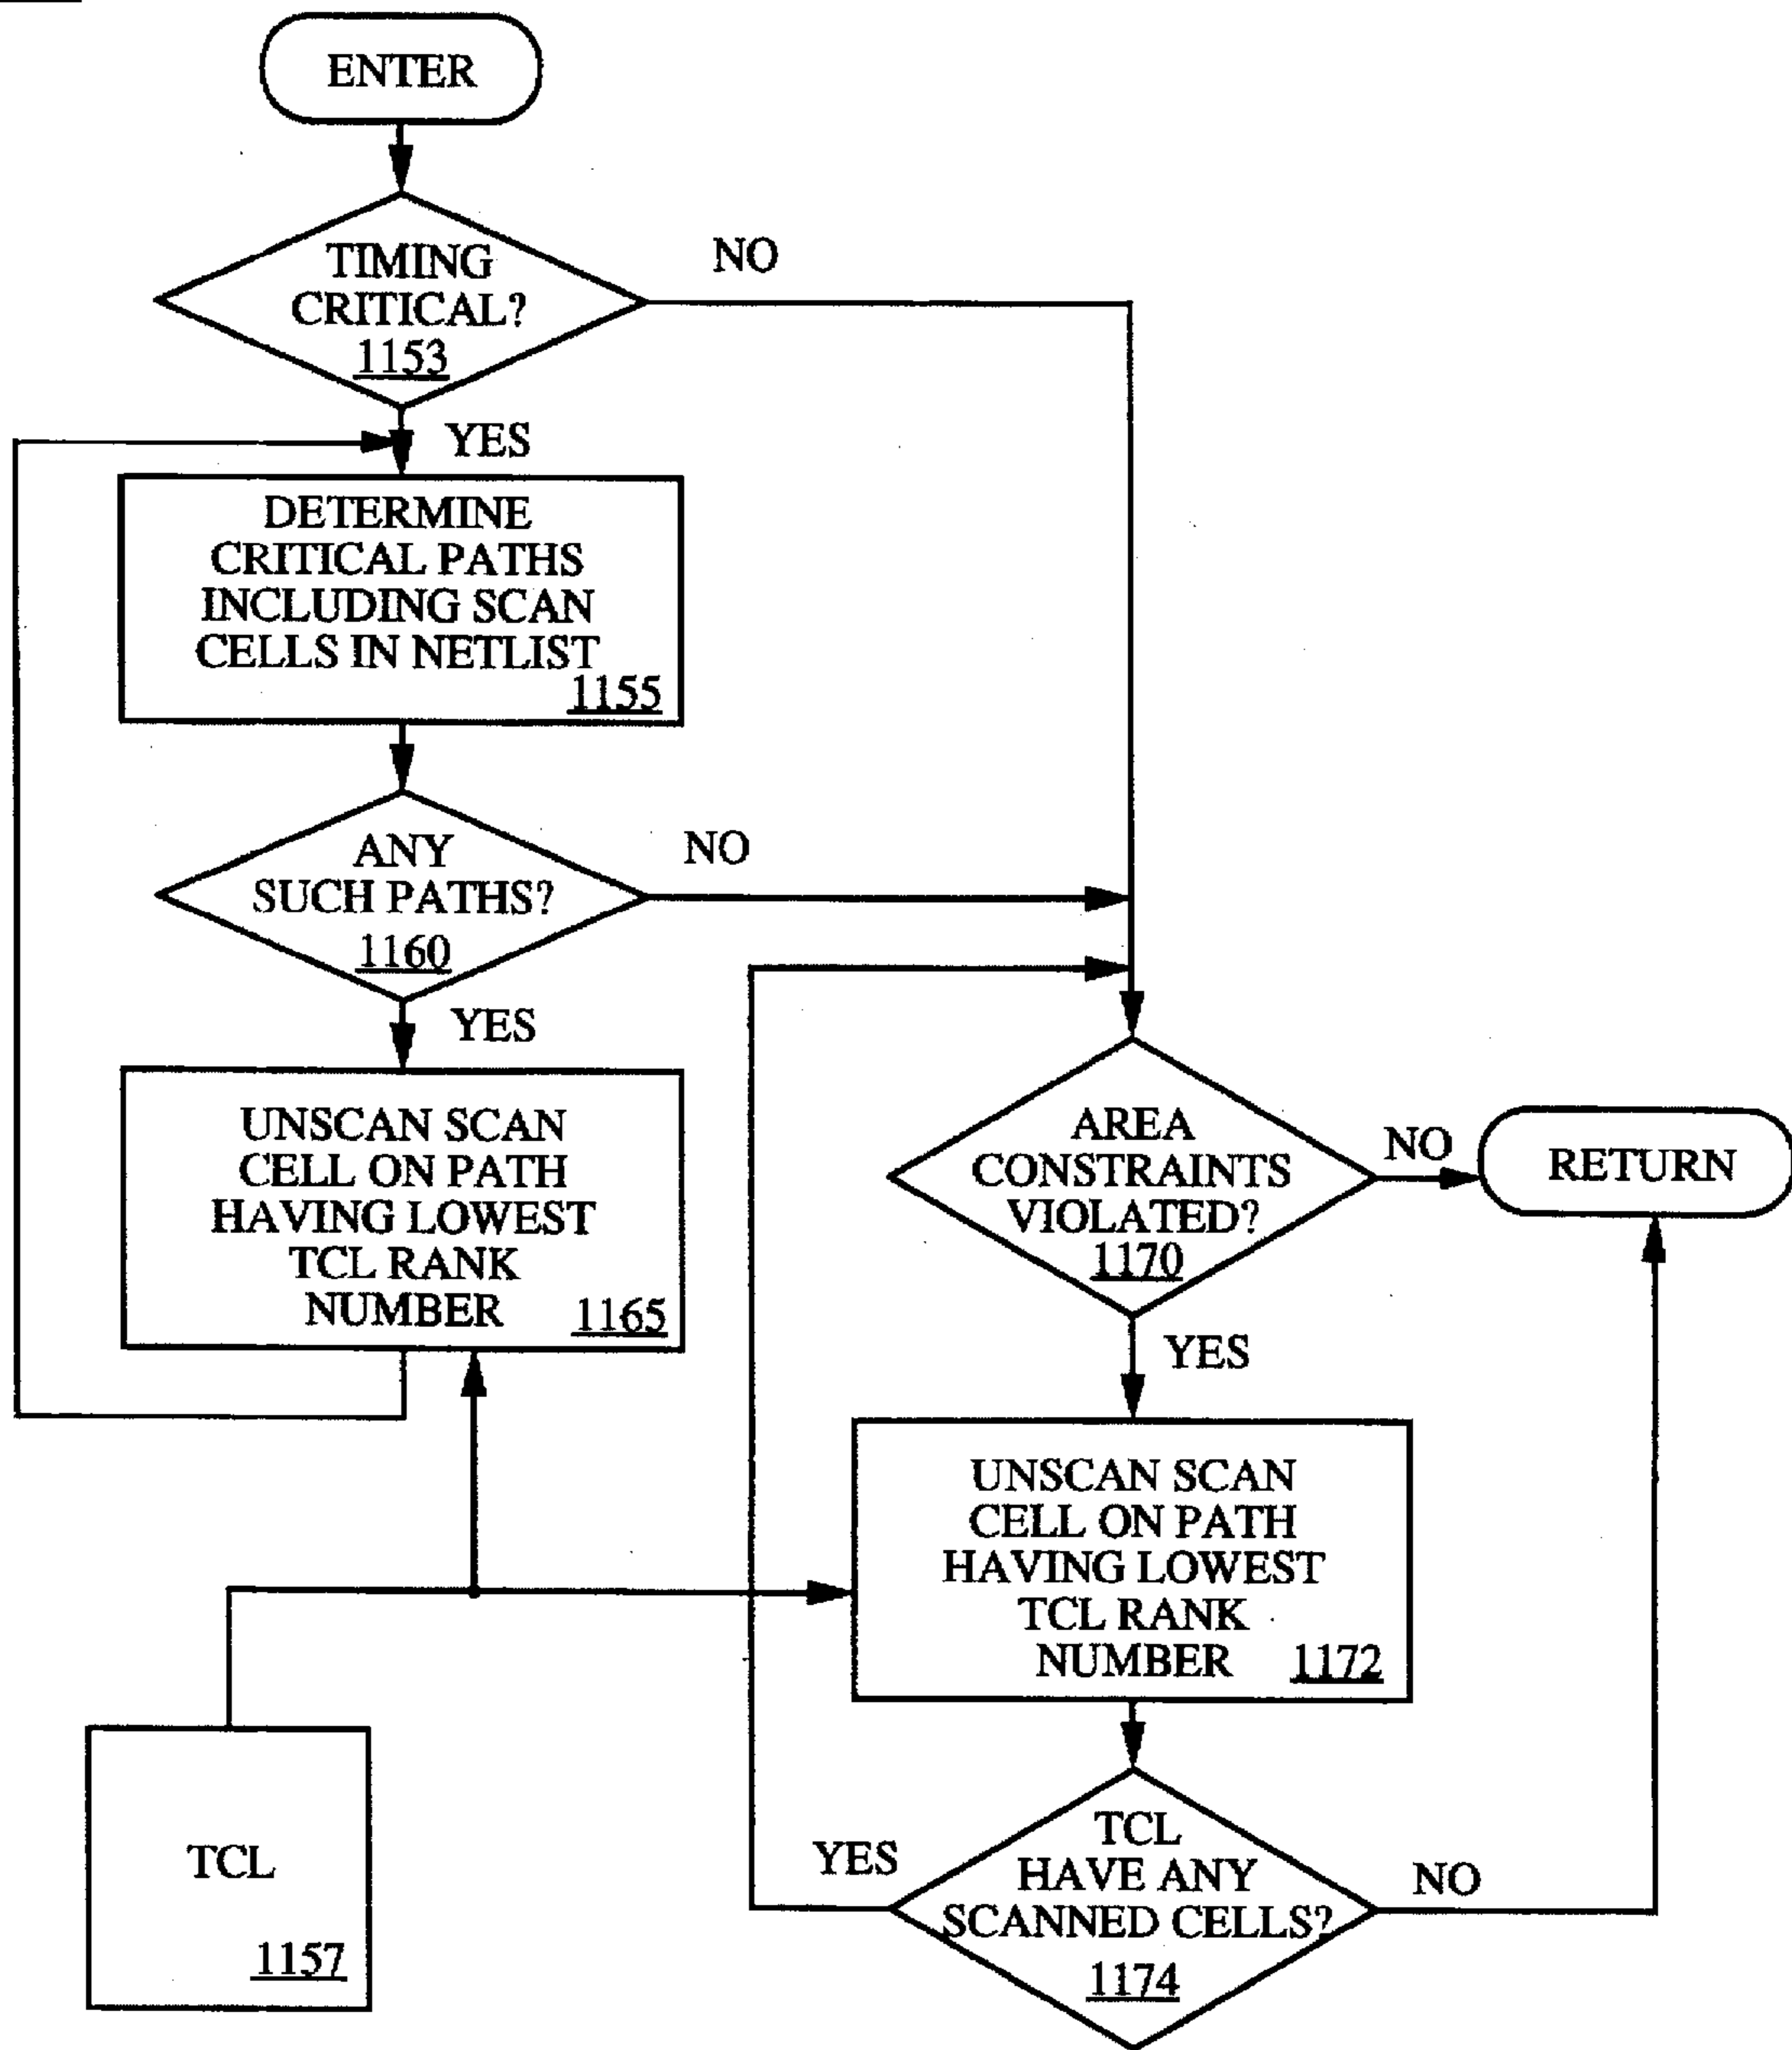 ENTER
TIMING
CRITICAL?
1153
NO
YES
DETERMINE
CRITICAL PATHS
INCLUDING SCAN
CELLS IN NETLIST
1155
ANY
SUCH PATHS?
1160
NO
YES
UNSCAN SCAN
CELL ON PATH
HAVING LOWEST
TCL RANK
NUMBER
1165
AREA
CONSTRAINTS
VIOLATED?
1170
NO
RETURN
YES
UNSCAN SCAN
CELL ON PATH
HAVING LOWEST
TCL RANK
NUMBER
1172
TCL
1157
TCL
HAVE ANY
SCANNED CELLS?
1174
YES
NO